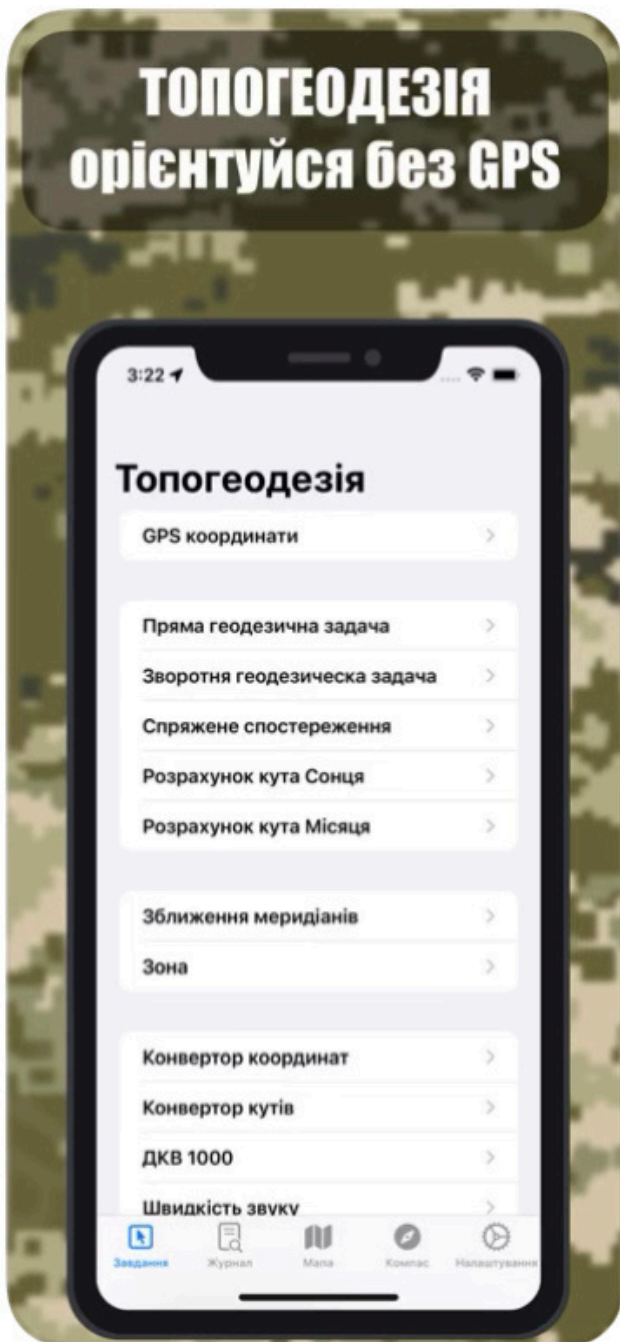 ТОПОГЕОДЕЗІЯ
орієнтуйся без GPS
3:22
Топогеодезія
GPS координати
Пряма геодезична задача
Зворотня геодезическа задача
Спряжене спостереження
Розрахунок кута Сонця
Розрахунок кута Місяця
Зближення меридіанів
Зона
Конвертор координат
Конвертор кутів
ДКВ 1000
Швидкість звуку
Завдання Журнал Мапа Компас Налаштування